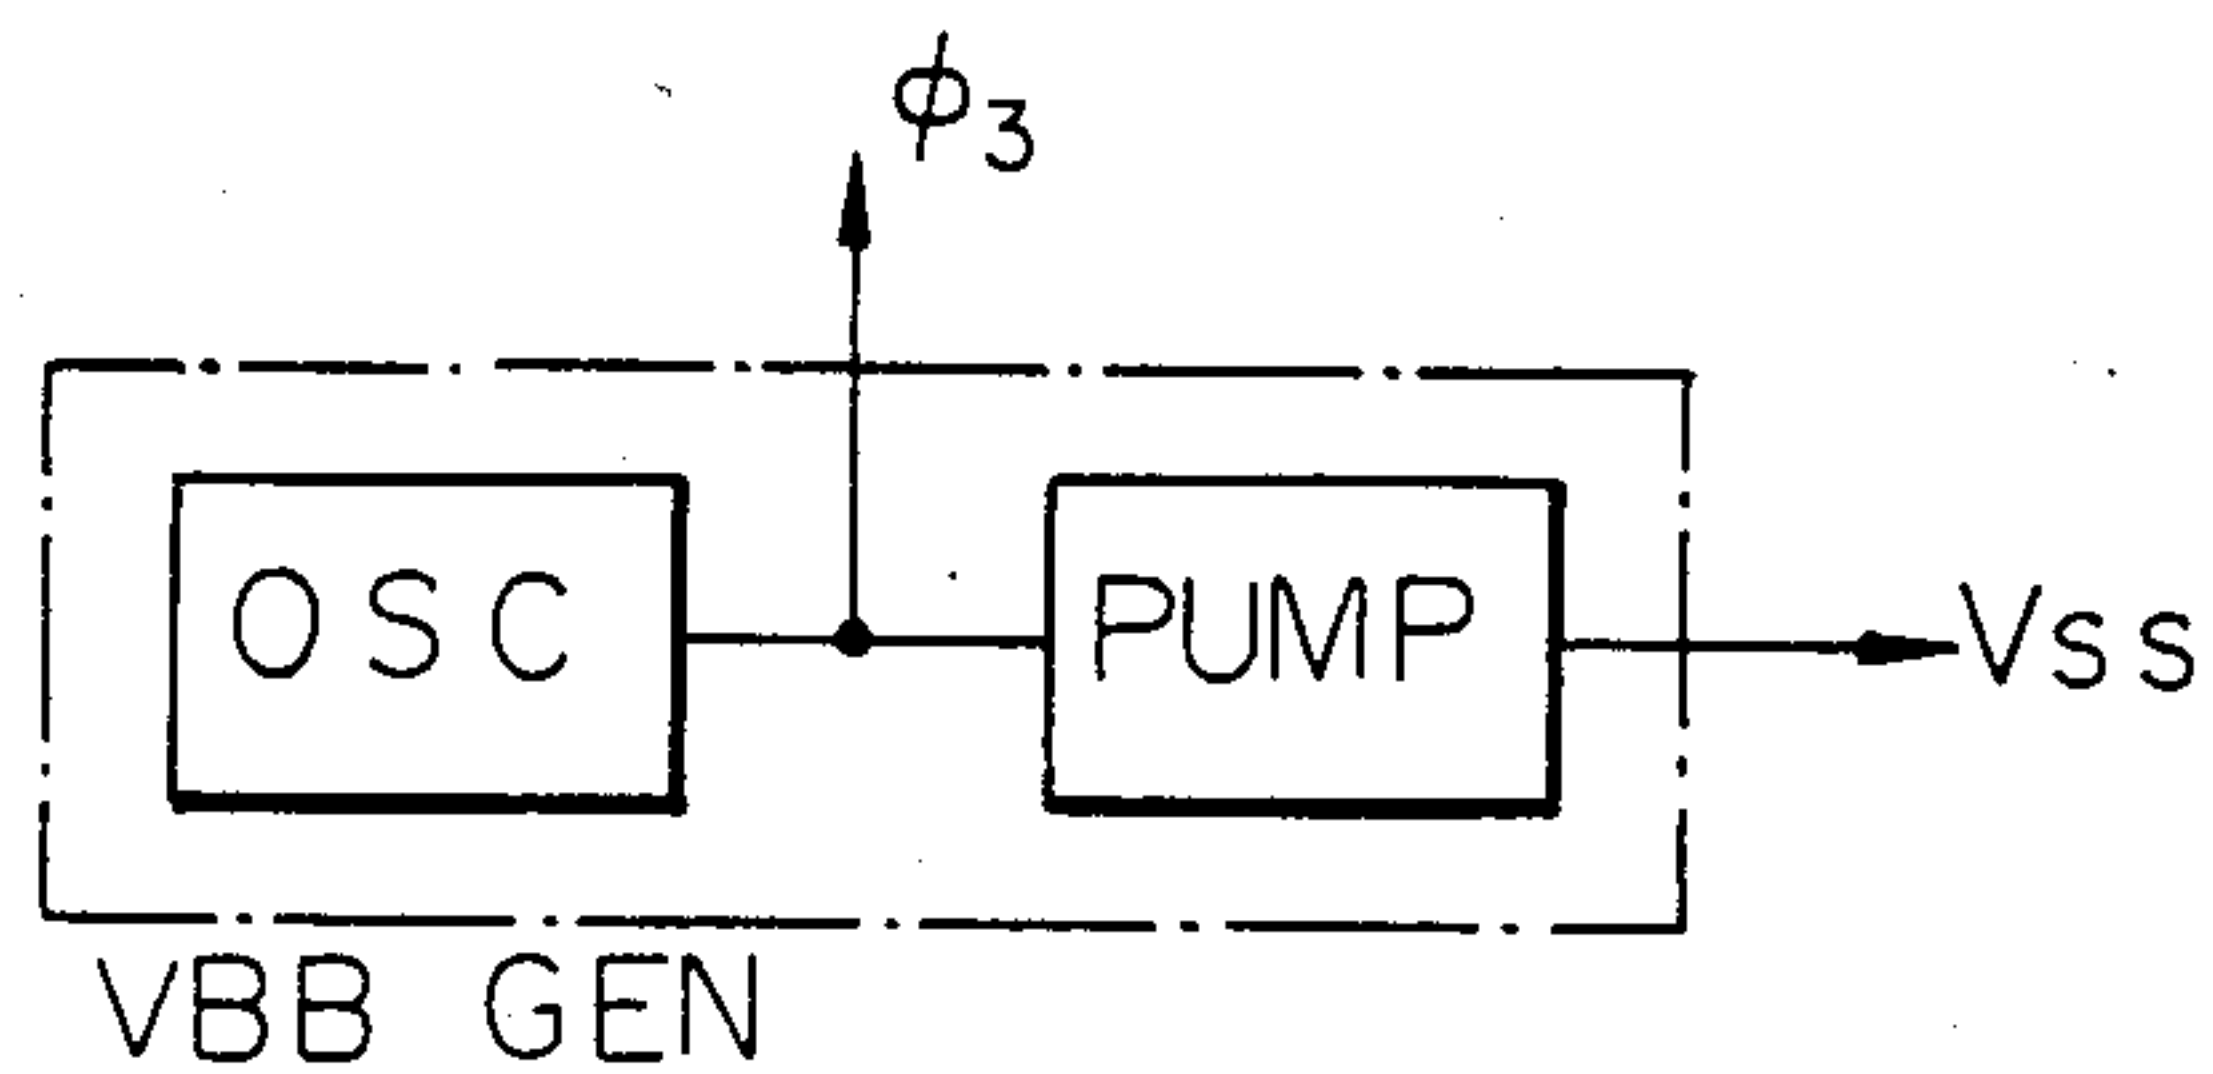 ϕ3
OSC
PUMP
VSS
VBB GEN